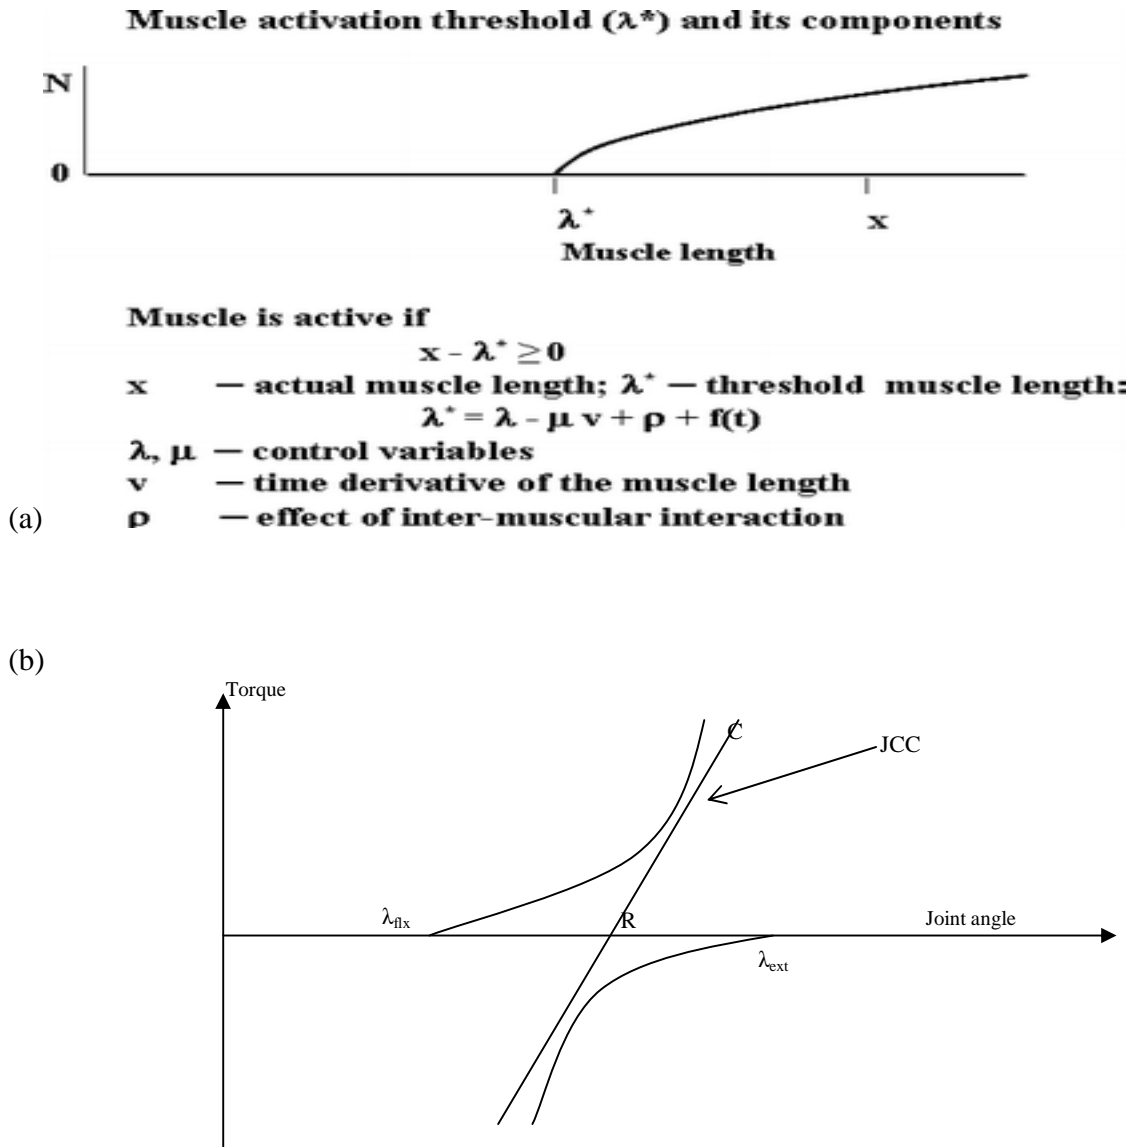 Muscle activation threshold (λ*) and its components
N
0
λ* x
Muscle length
Muscle is active if
x - λ* ≥ 0
x — actual muscle length; λ* — threshold muscle length:
λ* = λ - μ v + ρ + f(t)
λ, μ — control variables
v — time derivative of the muscle length
(a) ρ — effect of inter-muscular interaction
(b)
Torque
C
JCC
λflx
R
Joint angle
λext